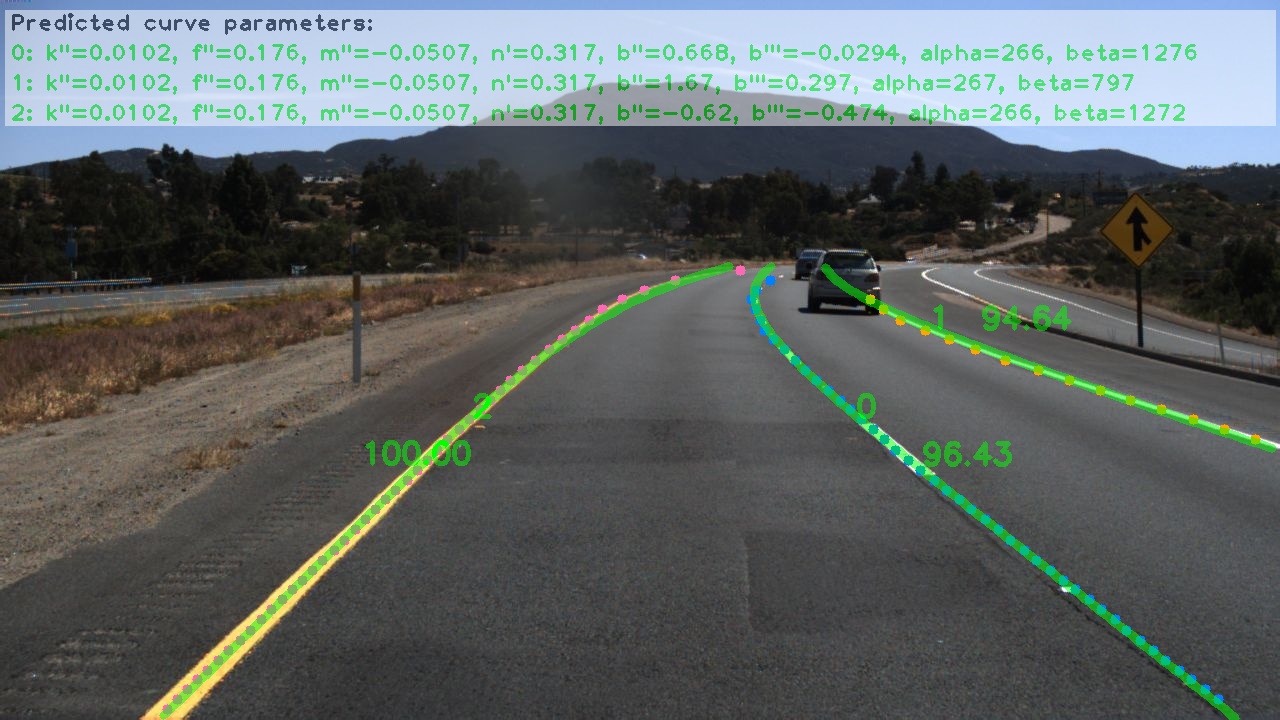 Predicted curve parameters:
0: k''=0.0102, f''=0.176, m''=-0.0507, n'=0.317, b''=0.668, b'''=-0.0294, alpha=266, beta=1276
1: k''=0.0102, f''=0.176, m''=-0.0507, n'=0.317, b''=1.67, b'''=0.297, alpha=267, beta=797
2: k''=0.0102, f''=0.176, m''=-0.0507, n'=0.317, b''=-0.62, b'''=-0.474, alpha=266, beta=1272
1 94.64
2
0
100.00
96.43